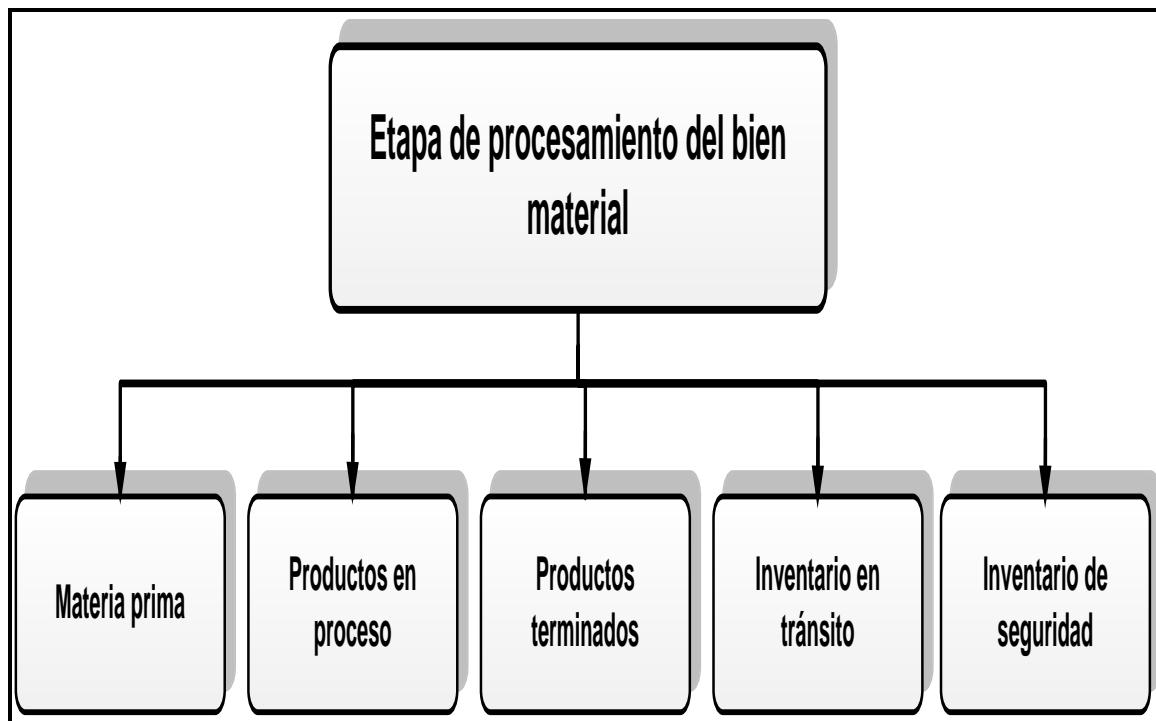 Etapa de procesamiento del bien
material
Materia prima
Productos en
proceso
Productos
terminados
Inventario en
tránsito
Inventario de
seguridad